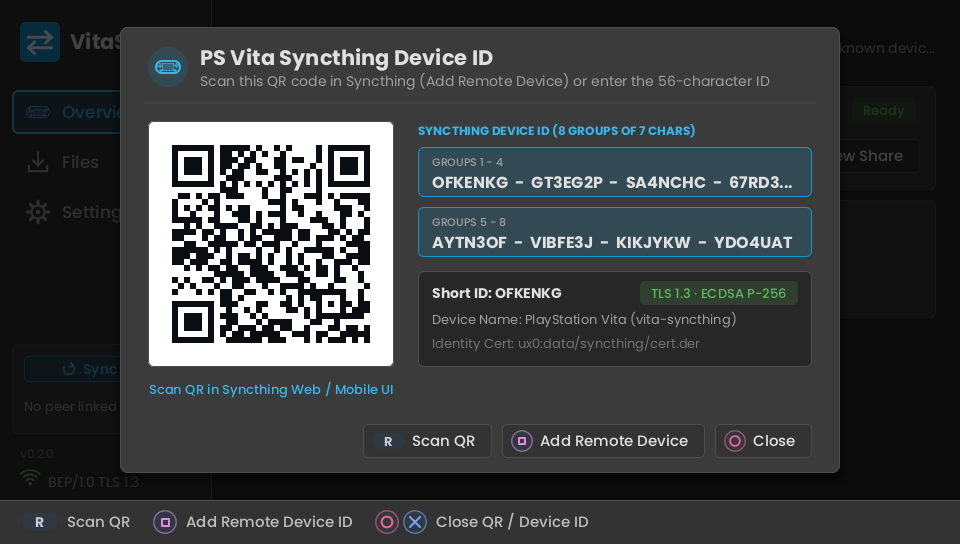 VitaS
PS Vita Syncthing Device ID
Scan this QR code in Syncthing (Add Remote Device) or enter the 56-character ID
known devic...
Overvie
Ready
Files
ew Share
Setting
SYNCTHING DEVICE ID (8 GROUPS OF 7 CHARS)
GROUPS 1 - 4
OFKENKG - GT3EG2P - SA4NCHC - 67RD3...
GROUPS 5 - 8
AYTN3OF - VIBFE3J - KIKJYKW - YDO4UAT
Short ID: OFKENKG
TLS 1.3 · ECDSA P-256
Device Name: PlayStation Vita (vita-syncthing)
Identity Cert: ux0:data/syncthing/cert.der
Sync
No peer linked
Scan QR in Syncthing Web / Mobile UI
R Scan QR
Add Remote Device
Close
v0.2.0
BEP/1.0 TLS 1.3
R Scan QR
Add Remote Device ID
Close QR / Device ID